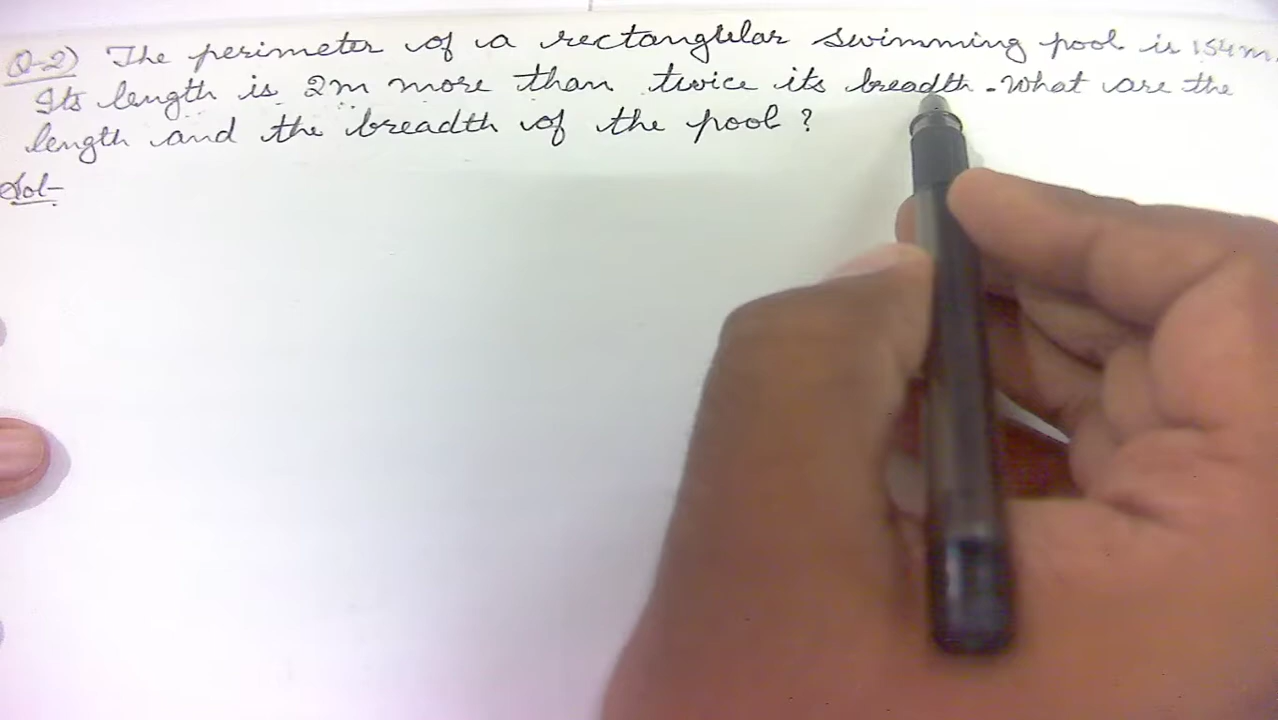 Q-2) The perimeter of a rectangular swimming pool is 154m.
Its length is 2m more than twice its breadth. What are the
length and the breadth of the pool?
Sol-